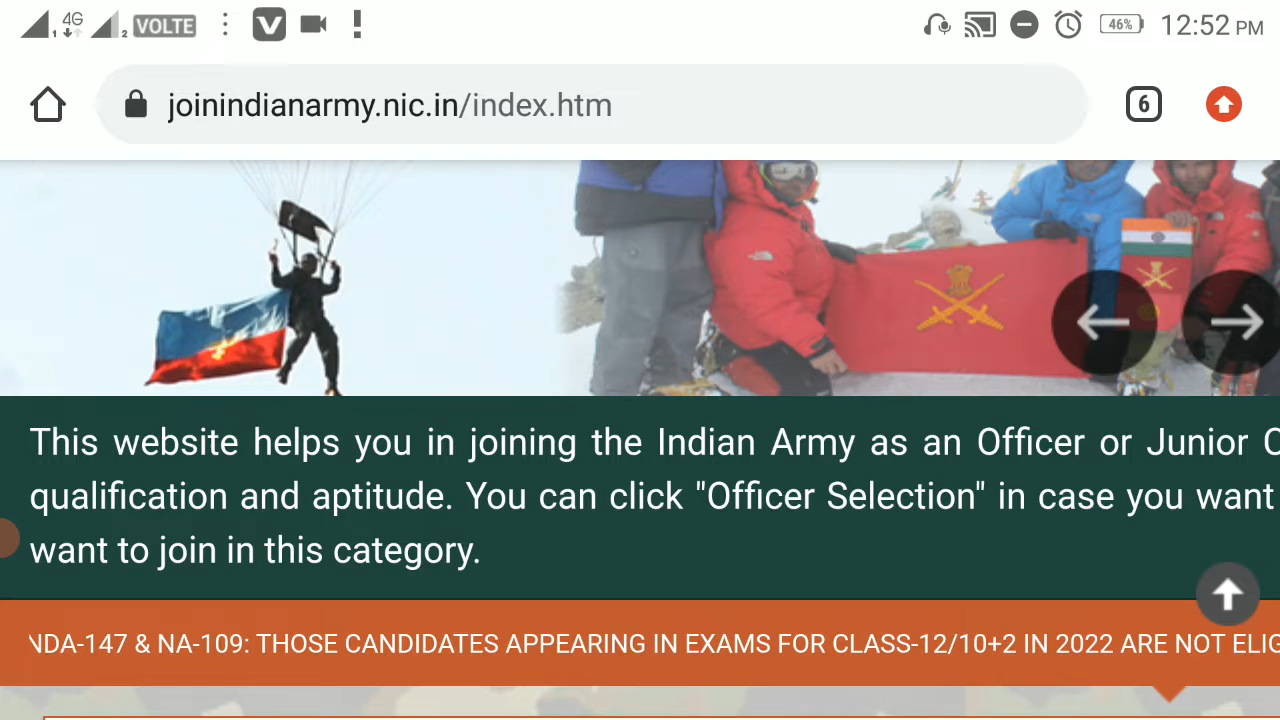 4G
1
2 VOLTE
46%
12:52 PM
joinindianarmy.nic.in/index.htm
6
This website helps you in joining the Indian Army as an Officer or Junior
qualification and aptitude. You can click "Officer Selection" in case you want
want to join in this category.
NDA-147 & NA-109: THOSE CANDIDATES APPEARING IN EXAMS FOR CLASS-12/10+2 IN 2022 ARE NOT